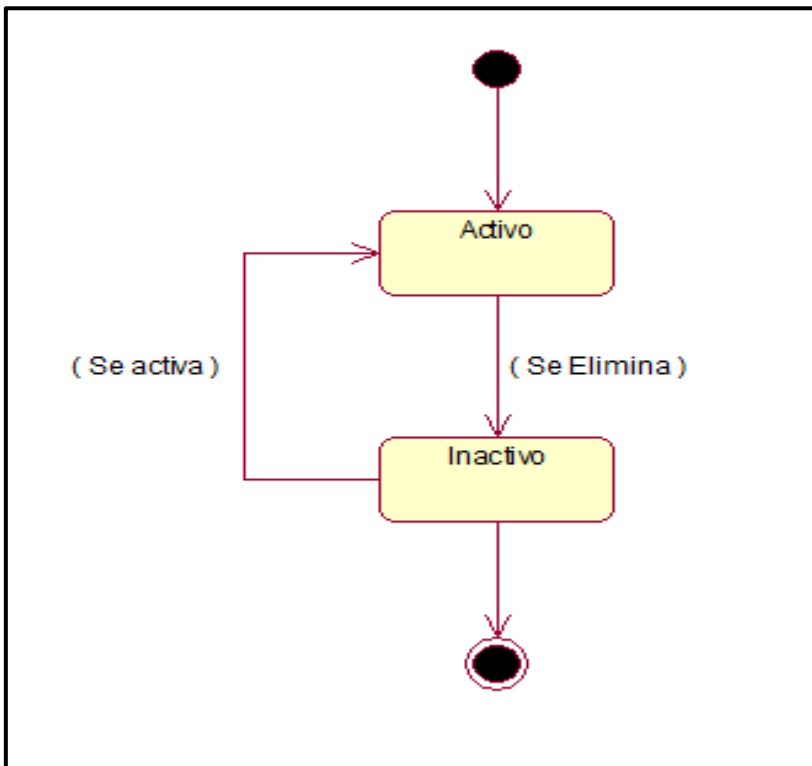 Activo
( Se activa )
( Se Elimina )
Inactivo